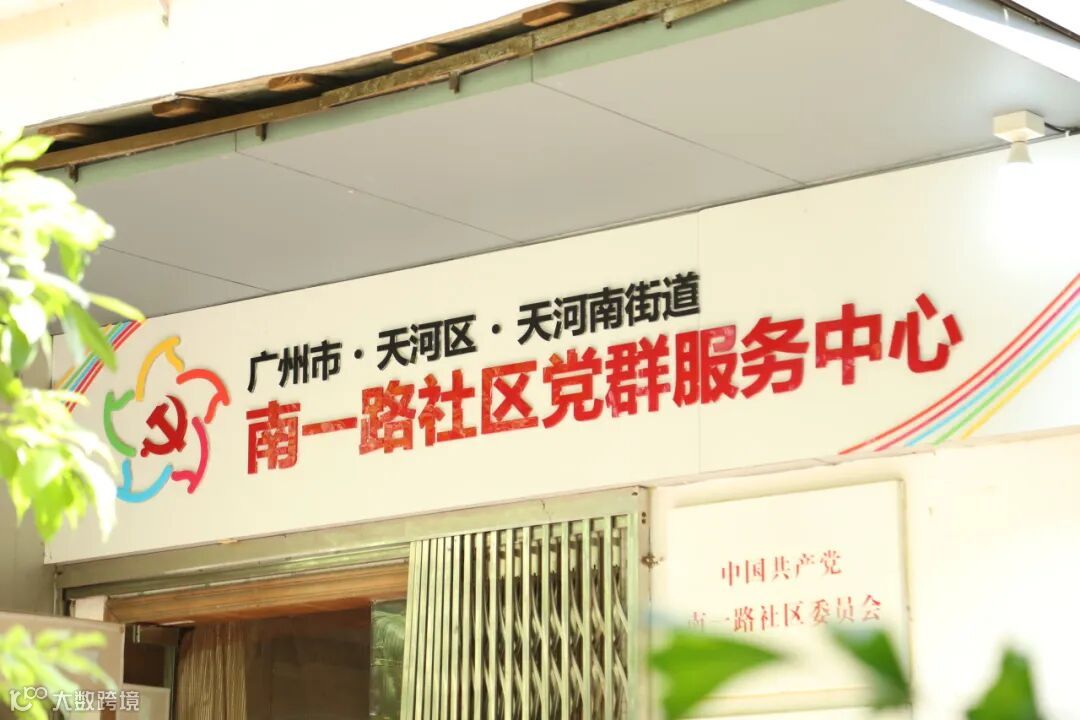 广州市·天河区·天河南街道
南一路社区党群服务中心
中国共产党
南一路社区委员会
大数跨境